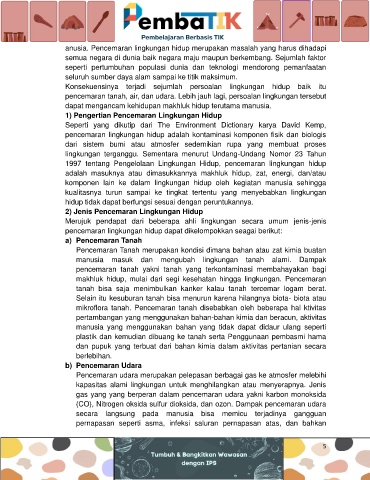 PembaTIK
Pembelajaran Berbasis TIK
anusia. Pencemaran lingkungan hidup merupakan masalah yang harus dihadapi
semua negara di dunia baik negara maju maupun berkembang. Sejumlah faktor
seperti pertumbuhan populasi dunia dan teknologi mendorong pemanfaatan
seluruh sumber daya alam sampai ke titik maksimum.
Konsekuensinya terjadi sejumlah persoalan lingkungan hidup baik itu
pencemaran tanah, air, dan udara. Lebih jauh lagi, persoalan lingkungan tersebut
dapat mengancam kehidupan makhluk hidup terutama manusia.
1) Pengertian Pencemaran Lingkungan Hidup
Seperti yang dikutip dari The Environment Dictionary karya David Kemp,
pencemaran lingkungan hidup adalah kontaminasi komponen fisik dan biologis
dari sistem bumi atau atmosfer sedemikian rupa yang membuat proses
lingkungan terganggu. Sementara menurut Undang-Undang Nomor 23 Tahun
1997 tentang Pengelolaan Lingkungan Hidup, pencemaran lingkungan hidup
adalah masuknya atau dimasukkannya makhluk hidup, zat, energi, dan/atau
komponen lain ke dalam lingkungan hidup oleh kegiatan manusia sehingga
kualitasnya turun sampai ke tingkat tertentu yang menyebabkan lingkungan
hidup tidak dapat berfungsi sesuai dengan peruntukannya.
2) Jenis Pencemaran Lingkungan Hidup
Merujuk pendapat dari beberapa ahli lingkungan secara umum jenis-jenis
pencemaran lingkungan hidup dapat dikelompokkan seagai berikut:
a) Pencemaran Tanah
Pencemaran Tanah merupakan kondisi dimana bahan atau zat kimia buatan
manusia masuk dan mengubah lingkungan tanah alami. Dampak
pencemaran tanah yakni tanah yang terkontaminasi membahayakan bagi
makhluk hidup, mulai dari segi kesehatan hingga lingkungan. Pencemaran
tanah bisa saja menimbulkan kanker kalau tanah tercemar logam berat.
Selain itu kesuburan tanah bisa menurun karena hilangnya biota- biota atau
mikroflora tanah. Pencemaran tanah disebabkan oleh beberapa hal ktivitas
pertambangan yang menggunakan bahan-bahan kimia dan beracun, aktivitas
manusia yang menggunakan bahan yang tidak dapat didaur ulang seperti
plastik dan kemudian dibuang ke tanah serta Penggunaan pembasmi hama
dan pupuk yang terbuat dari bahan kimia dalam aktivitas pertanian secara
berlebihan.
b) Pencemaran Udara
Pencemaran udara merupakan pelepasan berbagai gas ke atmosfer melebihi
kapasitas alami lingkungan untuk menghilangkan atau menyerapnya. Jenis
gas yang yang berperan dalam pencemaran udara yakni karbon monoksida
(CO), Nitrogen oksida sulfur dioksida, dan ozon. Dampak pencemaran udara
secara langsung pada manusia bisa memicu terjadinya gangguan
pernapasan seperti asma, infeksi saluran pernapasan atas, dan bahkan
5
Tumbuh & Bangkitkan Wawasan
dengan IPS